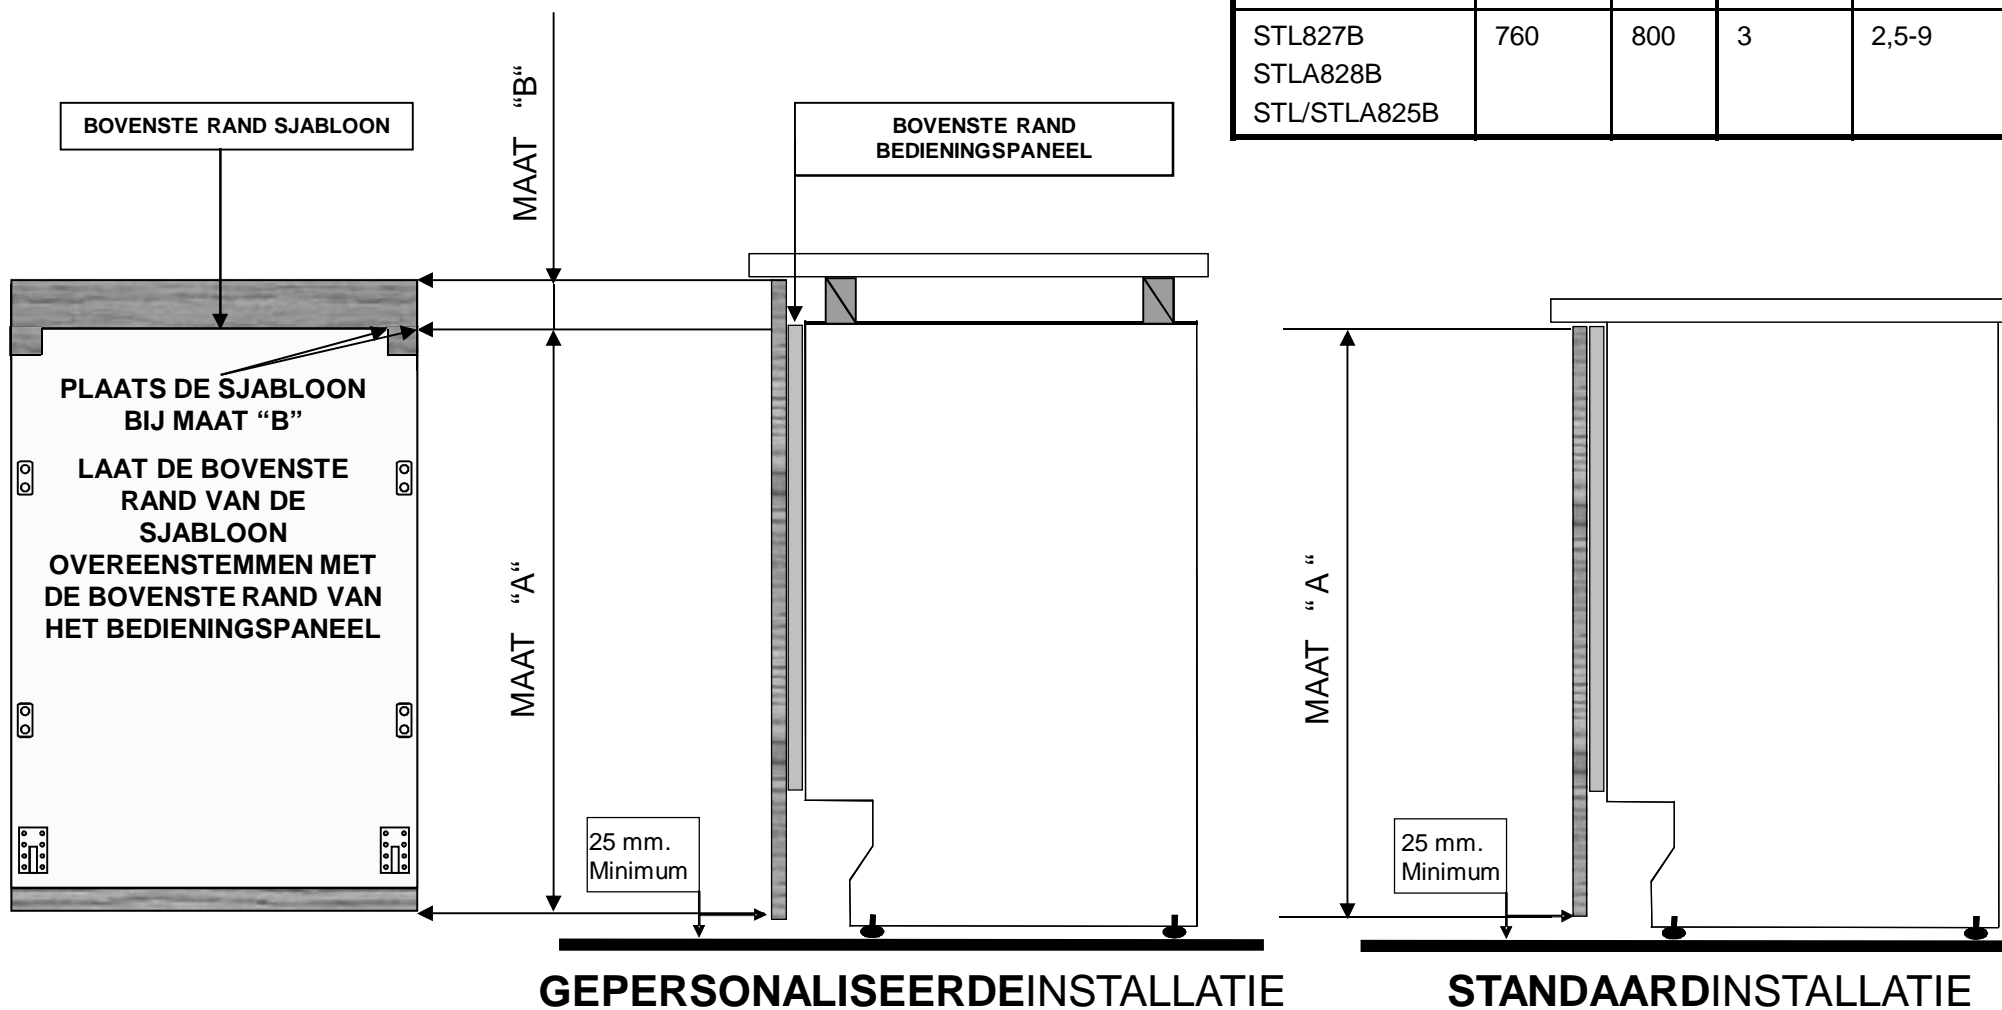 STL827B 760 800 3 2,5-9
STLA828B
STL/STLA825B
BOVENSTE RAND SJABLOON
MAAT "B"
BOVENSTE RAND
BEDIENINGSPANEEL
PLAATS DE SJABLOON
BIJ MAAT “B”
LAAT DE BOVENSTE
RAND VAN DE
SJABLOON
OVEREENSTEMMEN MET
DE BOVENSTE RAND VAN
HET BEDIENINGSPANEEL
MAAT "A"
25 mm.
Minimum
MAAT " A "
25 mm.
Minimum
GEPERSONALISEERDEINSTALLATIE
STANDAARDINSTALLATIE